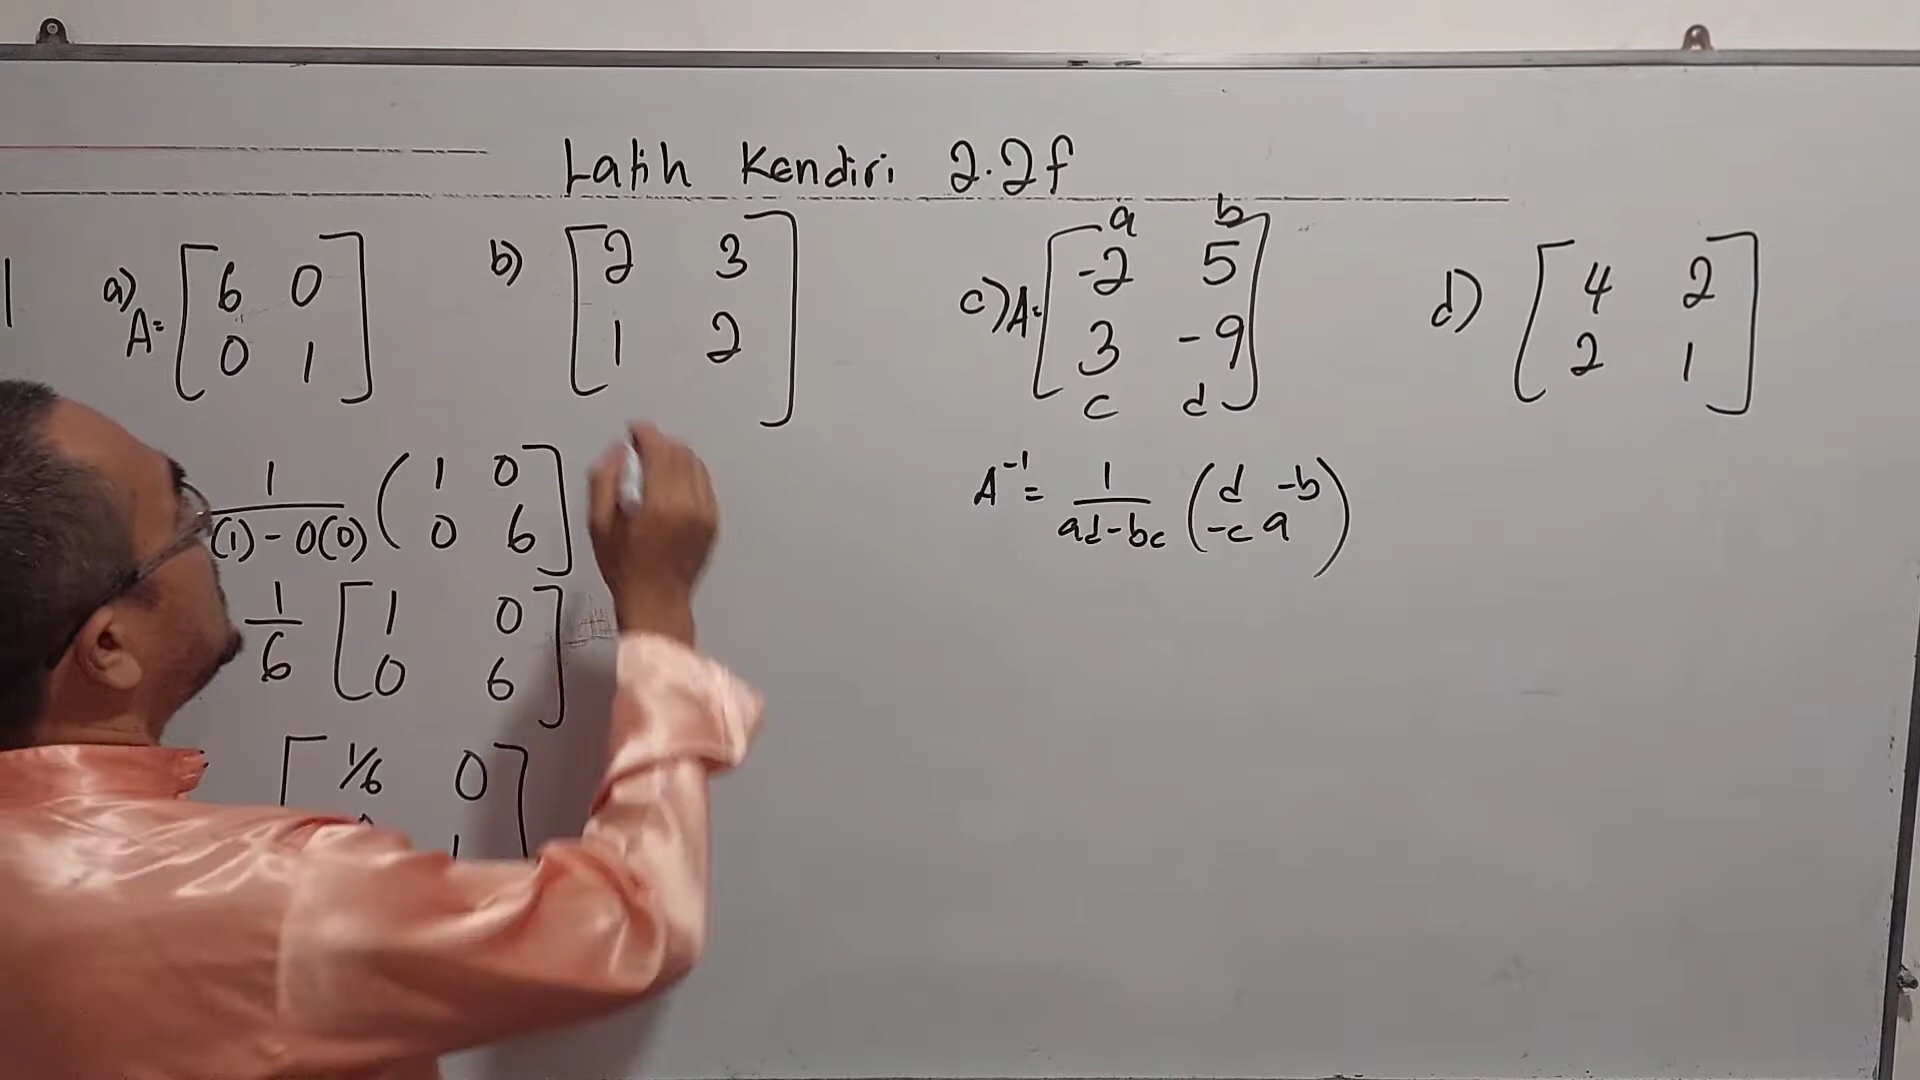 Latih Kendiri 2.2f
1 a) A= [6 0
0 1]
b) [2 3
1 2]
c) A= [-2 5
3 -9]
a b
c d
d) [4 2
2 1]
1/(1) - 0(0) (1 0
0 6]
1/6 [1 0
0 6]
[1/6 0
1
A⁻¹ = 1/ad-bc (d -b
-c a)